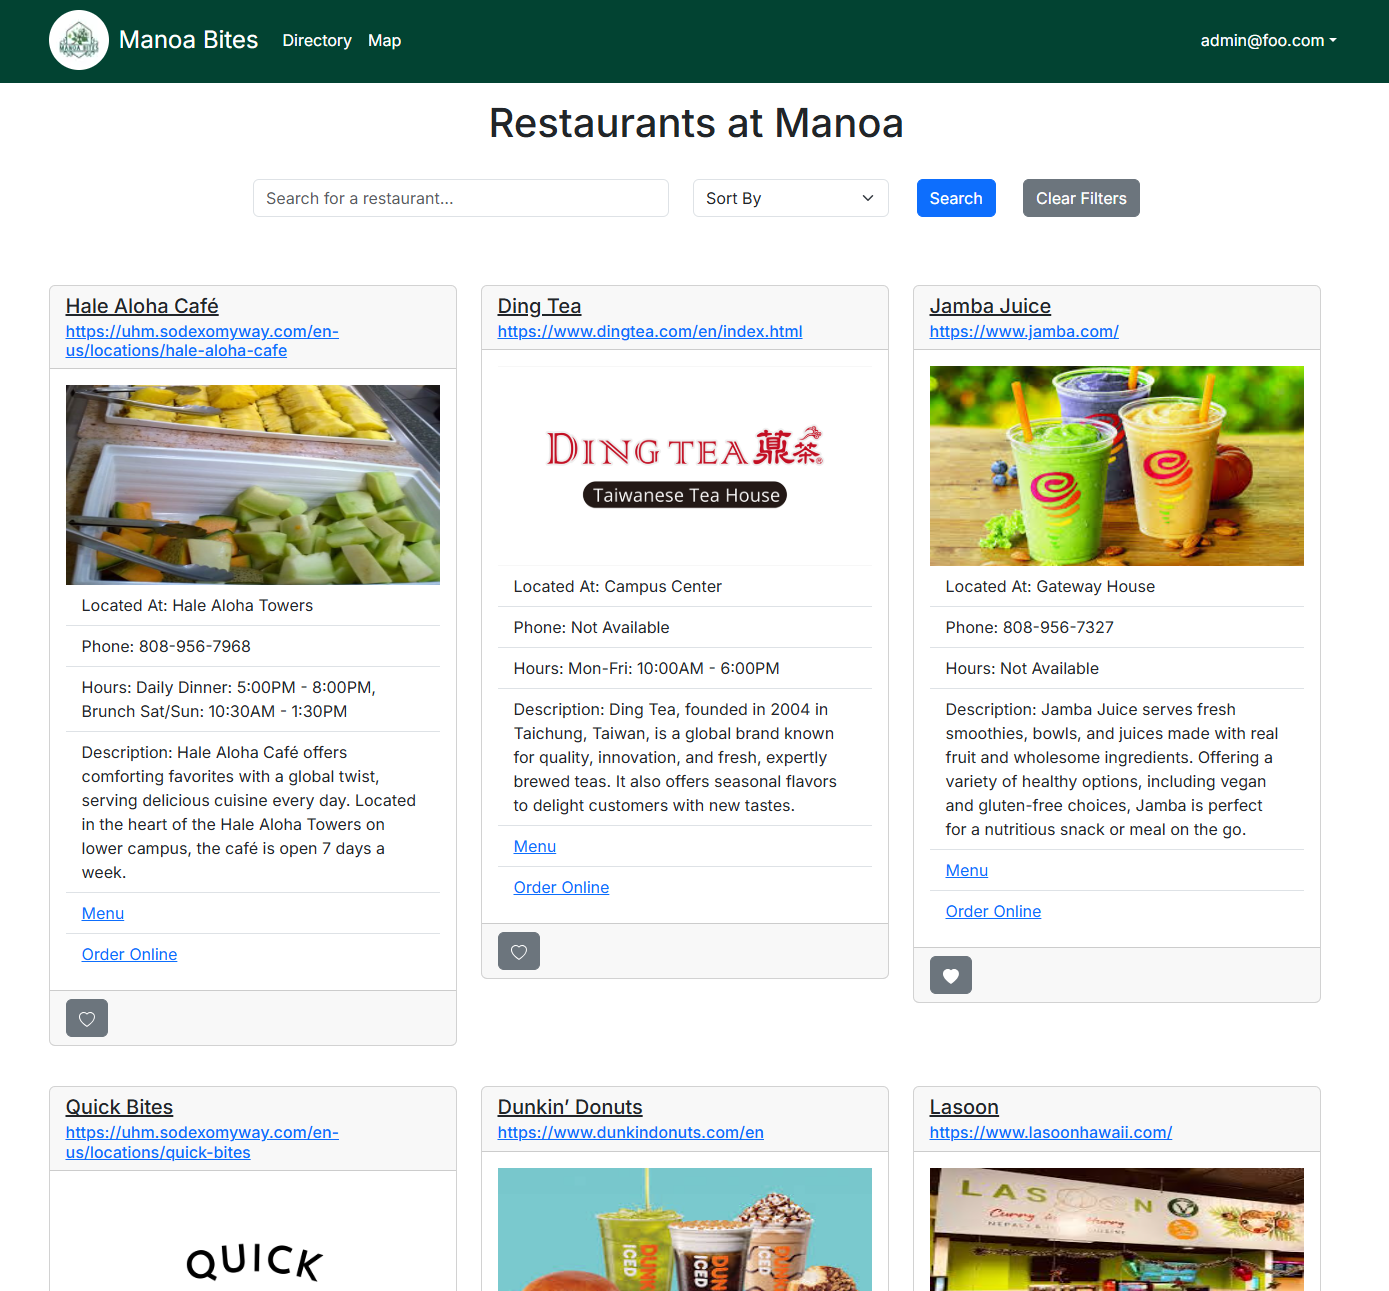 MANOA BITES
Manoa Bites
Directory
Map
admin@foo.com
Restaurants at Manoa
Search for a restaurant...
Sort By
Search
Clear Filters
Hale Aloha Café
https://uhm.sodexomyway.com/en-
us/locations/hale-aloha-cafe
Located At: Hale Aloha Towers
Phone: 808-956-7968
Hours: Daily Dinner: 5:00PM - 8:00PM,
Brunch Sat/Sun: 10:30AM - 1:30PM
Description: Hale Aloha Café offers
comforting favorites with a global twist,
serving delicious cuisine every day. Located
in the heart of the Hale Aloha Towers on
lower campus, the café is open 7 days a
week.
Menu
Order Online
Ding Tea
https://www.dingtea.com/en/index.html
DING TEA 薡茶®
Taiwanese Tea House
Located At: Campus Center
Phone: Not Available
Hours: Mon-Fri: 10:00AM - 6:00PM
Description: Ding Tea, founded in 2004 in
Taichung, Taiwan, is a global brand known
for quality, innovation, and fresh, expertly
brewed teas. It also offers seasonal flavors
to delight customers with new tastes.
Menu
Order Online
Jamba Juice
https://www.jamba.com/
Located At: Gateway House
Phone: 808-956-7327
Hours: Not Available
Description: Jamba Juice serves fresh
smoothies, bowls, and juices made with real
fruit and wholesome ingredients. Offering a
variety of healthy options, including vegan
and gluten-free choices, Jamba is perfect
for a nutritious snack or meal on the go.
Menu
Order Online
Quick Bites
https://uhm.sodexomyway.com/en-
us/locations/quick-bites
QUICK
Dunkin’ Donuts
https://www.dunkindonuts.com/en
ICED
ICED
ICED
Lasoon
https://www.lasoonhawaii.com/
LASOON
Curry